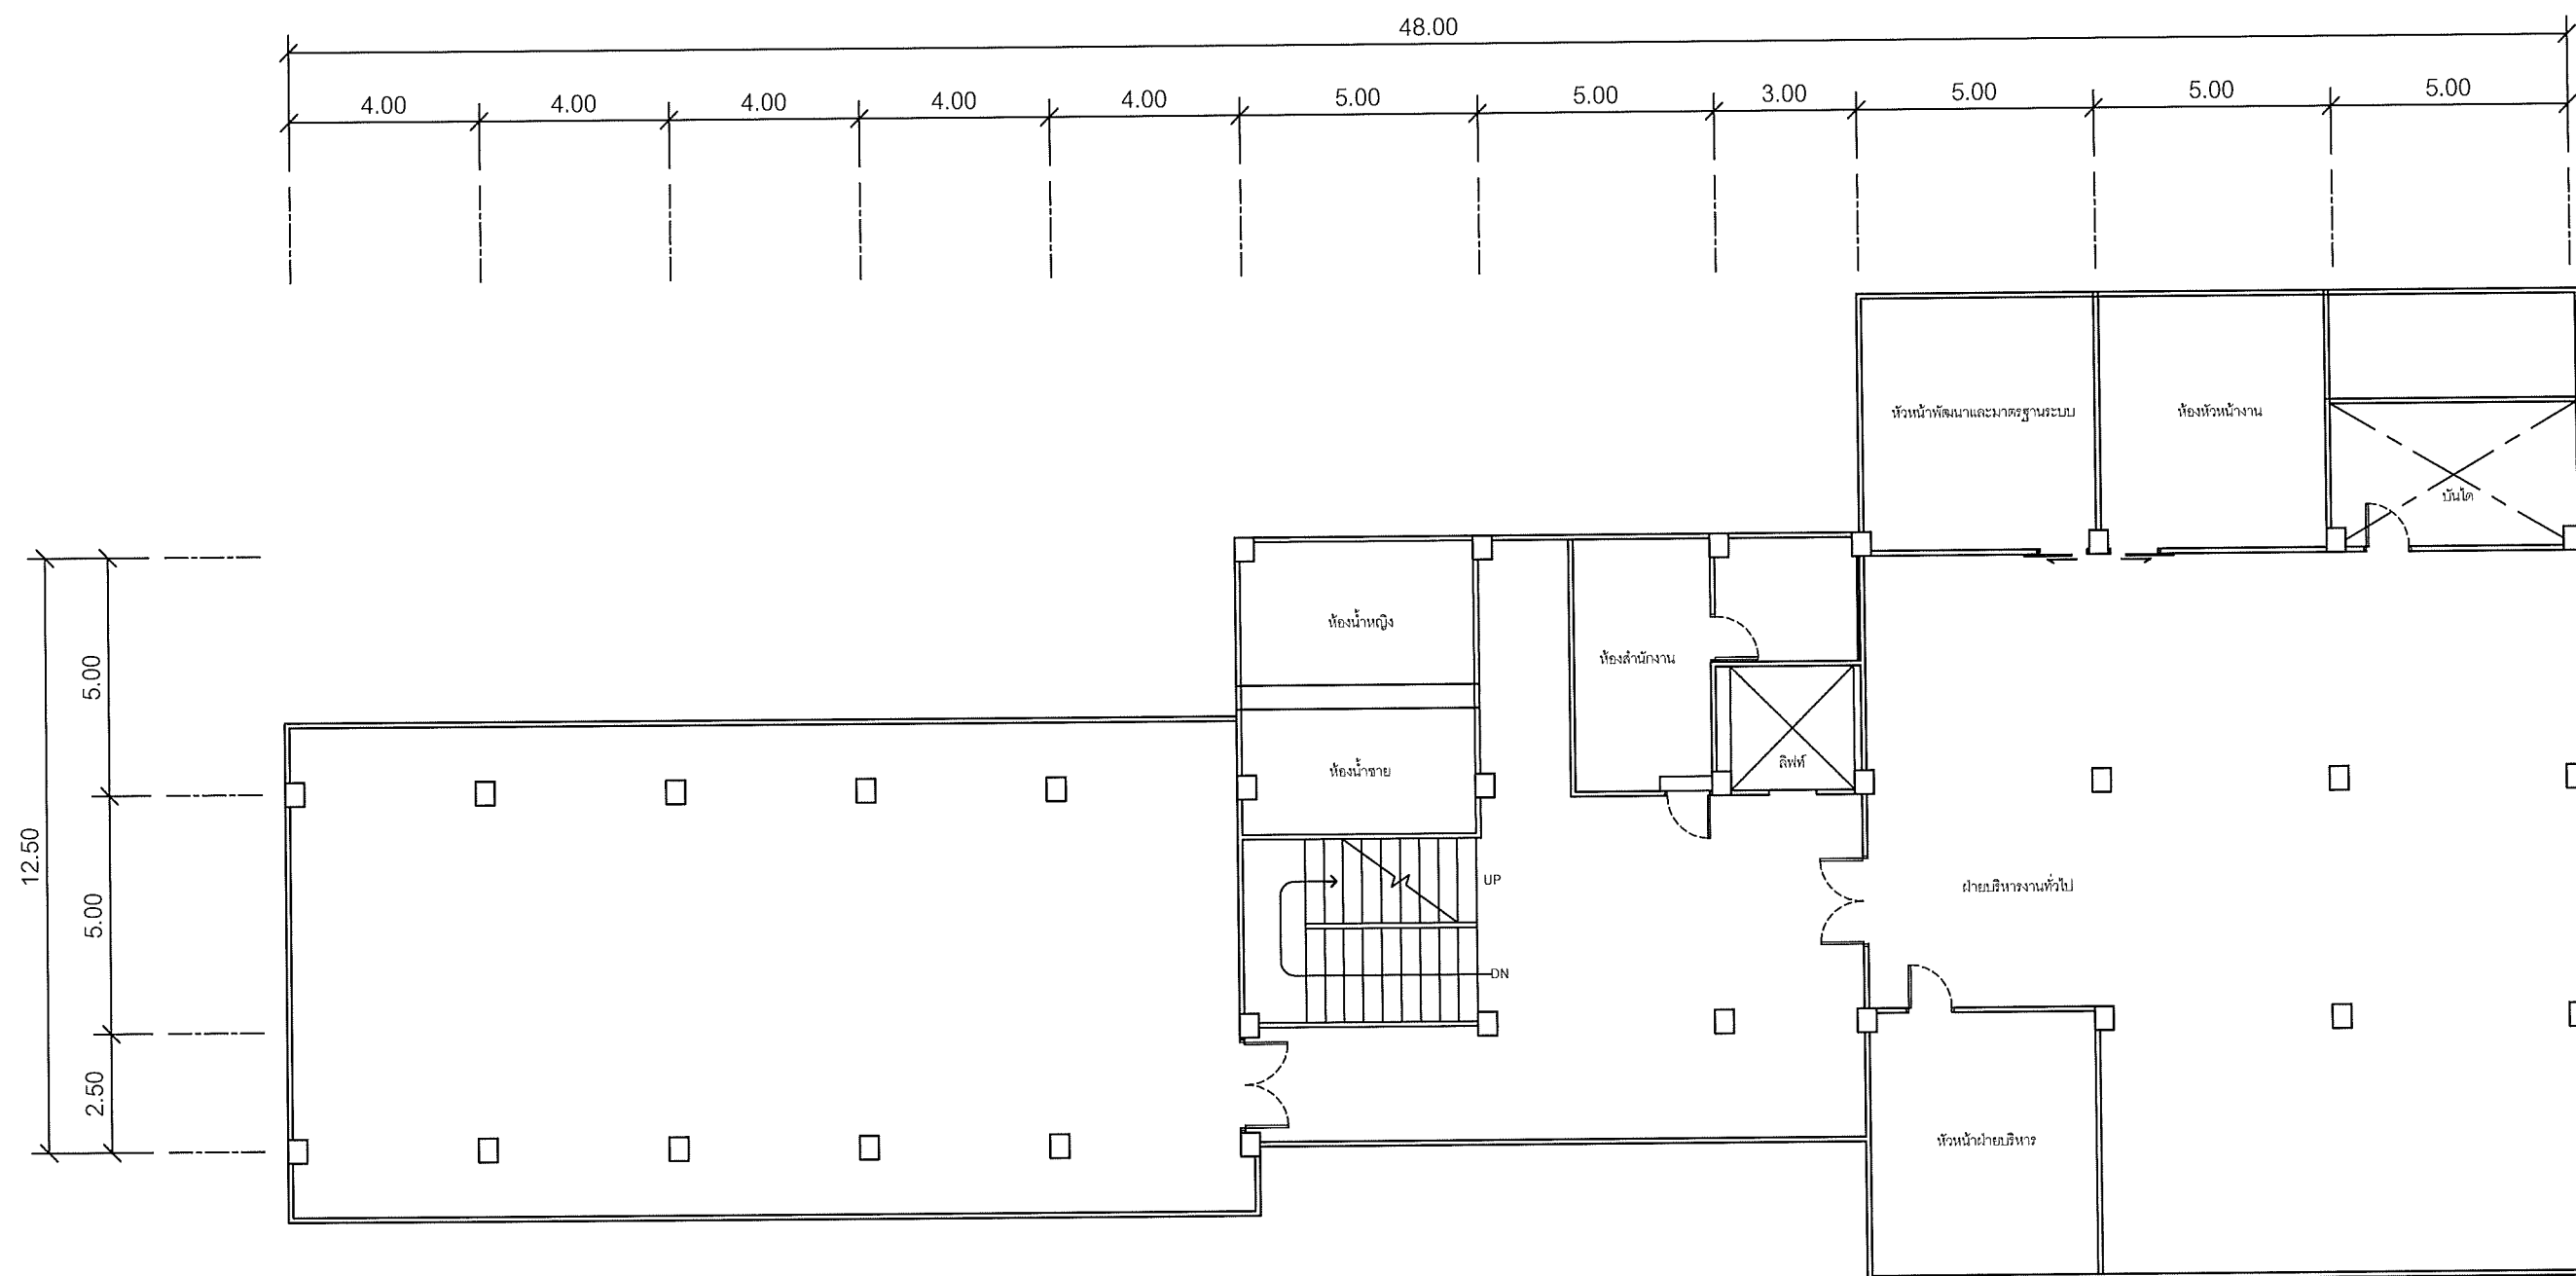 48.00
4.00 4.00 4.00 4.00 4.00 5.00 5.00 3.00 5.00 5.00 5.00
หัวหน้าพัฒนาและมาตรฐานระบบ
ห้องหัวหน้างาน
บันได
ห้องน้ำหญิง
ห้องสำนักงาน
5.00
ห้องน้ำชาย
ลิฟท์
12.50
5.00
UP
ฝ่ายบริหารงานทั่วไป
DN
2.50
หัวหน้าฝ่ายบริหาร